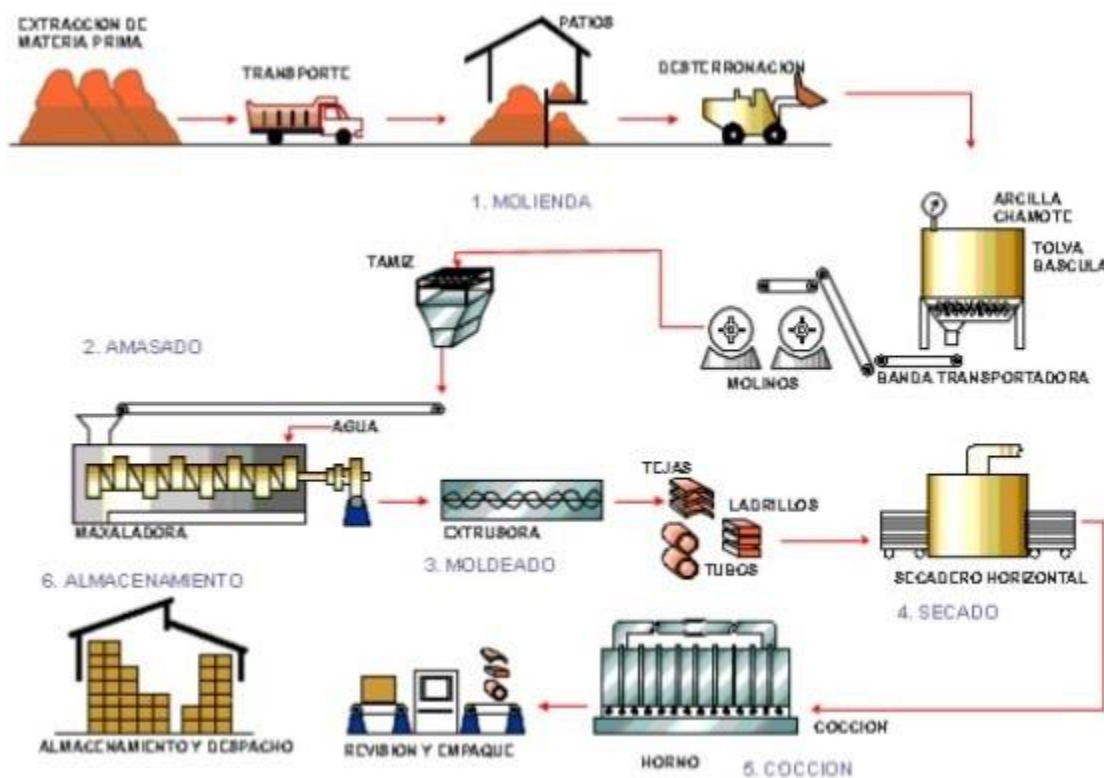 EXTRACCION DE
MATERIA PRIMA
TRANSPORTE
PATIOS
DESTERRONACION
1. MOLIENDA
ARCILLA
CHAMOTE
TOLVA
BASCULA
TAMIZ
MOLINOS
BANDA TRANSPORTADORA
2. AMASADO
AGUA
MAXALADORA
EXTRUSORA
3. MOLDEADO
TEJAS
LADRILLOS
TUBOS
SECADERO HORIZONTAL
4. SECADO
6. ALMACENAMIENTO
ALMACENAMIENTO Y DESPACHO
REVISION Y EMPAQUE
HORNO
COCCION
5. COCCION